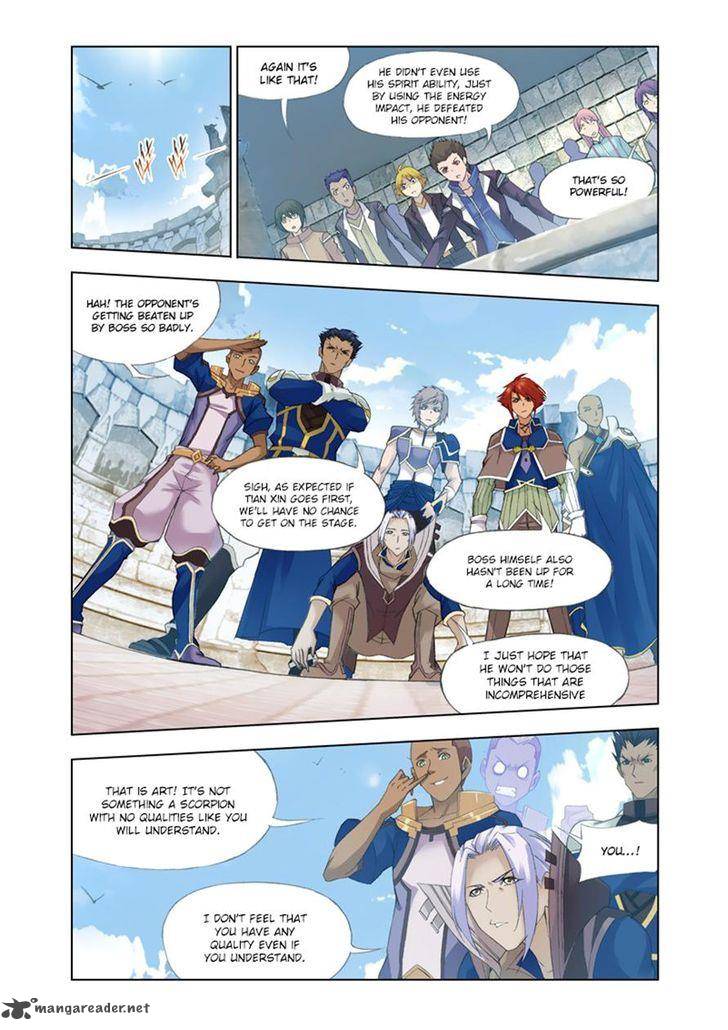 AGAIN IT'S
LIKE THAT!
HE DIDN'T EVEN USE
HIS SPIRIT ABILITY, JUST
BY USING THE ENERGY
IMPACT, HE DEFEATED
HIS OPPONENT!
THAT'S SO
POWERFUL!
HAH! THE OPPONENT'S
GETTING BEATEN UP
BY BOSS SO BADLY.
SIGH, AS EXPECTED IF
TIAN XIN GOES FIRST,
WE'LL HAVE NO CHANCE
TO GET ON THE STAGE.
BOSS HIMSELF ALSO
HASN'T BEEN UP FOR
A LONG TIME!
I JUST HOPE THAT
HE WON'T DO THOSE
THINGS THAT ARE
INCOMPREHENSIVE
THAT IS ART! IT'S NOT
SOMETHING A SCORPION
WITH NO QUALITIES LIKE YOU
WILL UNDERSTAND.
YOU...!
I DON'T FEEL THAT
YOU HAVE ANY
QUALITY EVEN IF
YOU UNDERSTAND.
mangareader.net